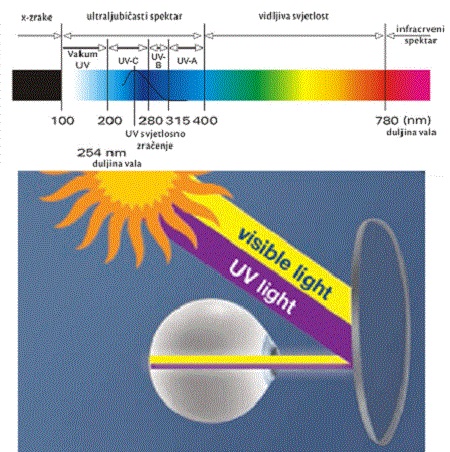 x-zrake
ultraljubičasti spektar
vidljiva svjetlost
infracrveni
spektar
Vakum
UV
UV-C
UV-
B
UV-A
100
200
280
315
400
780 (nm)
duljina vala
UV svjetlosno
zračenje
254 nm
duljina vala
visible light
UV light